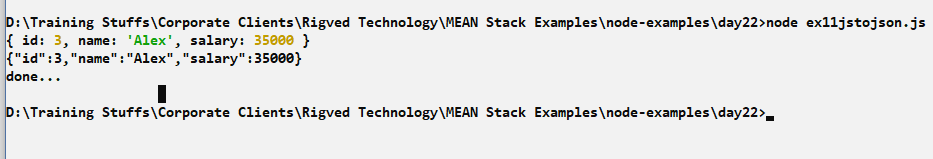 D:\Training Stuffs\Corporate Clients\Rigved Technology\MEAN Stack Examples\node-examples\day22>node ex11jstojson.js
{ id: 3, name: 'Alex', salary: 35000 }
{"id":3,"name":"Alex","salary":35000}
done...
D:\Training Stuffs\Corporate Clients\Rigved Technology\MEAN Stack Examples\node-examples\day22>